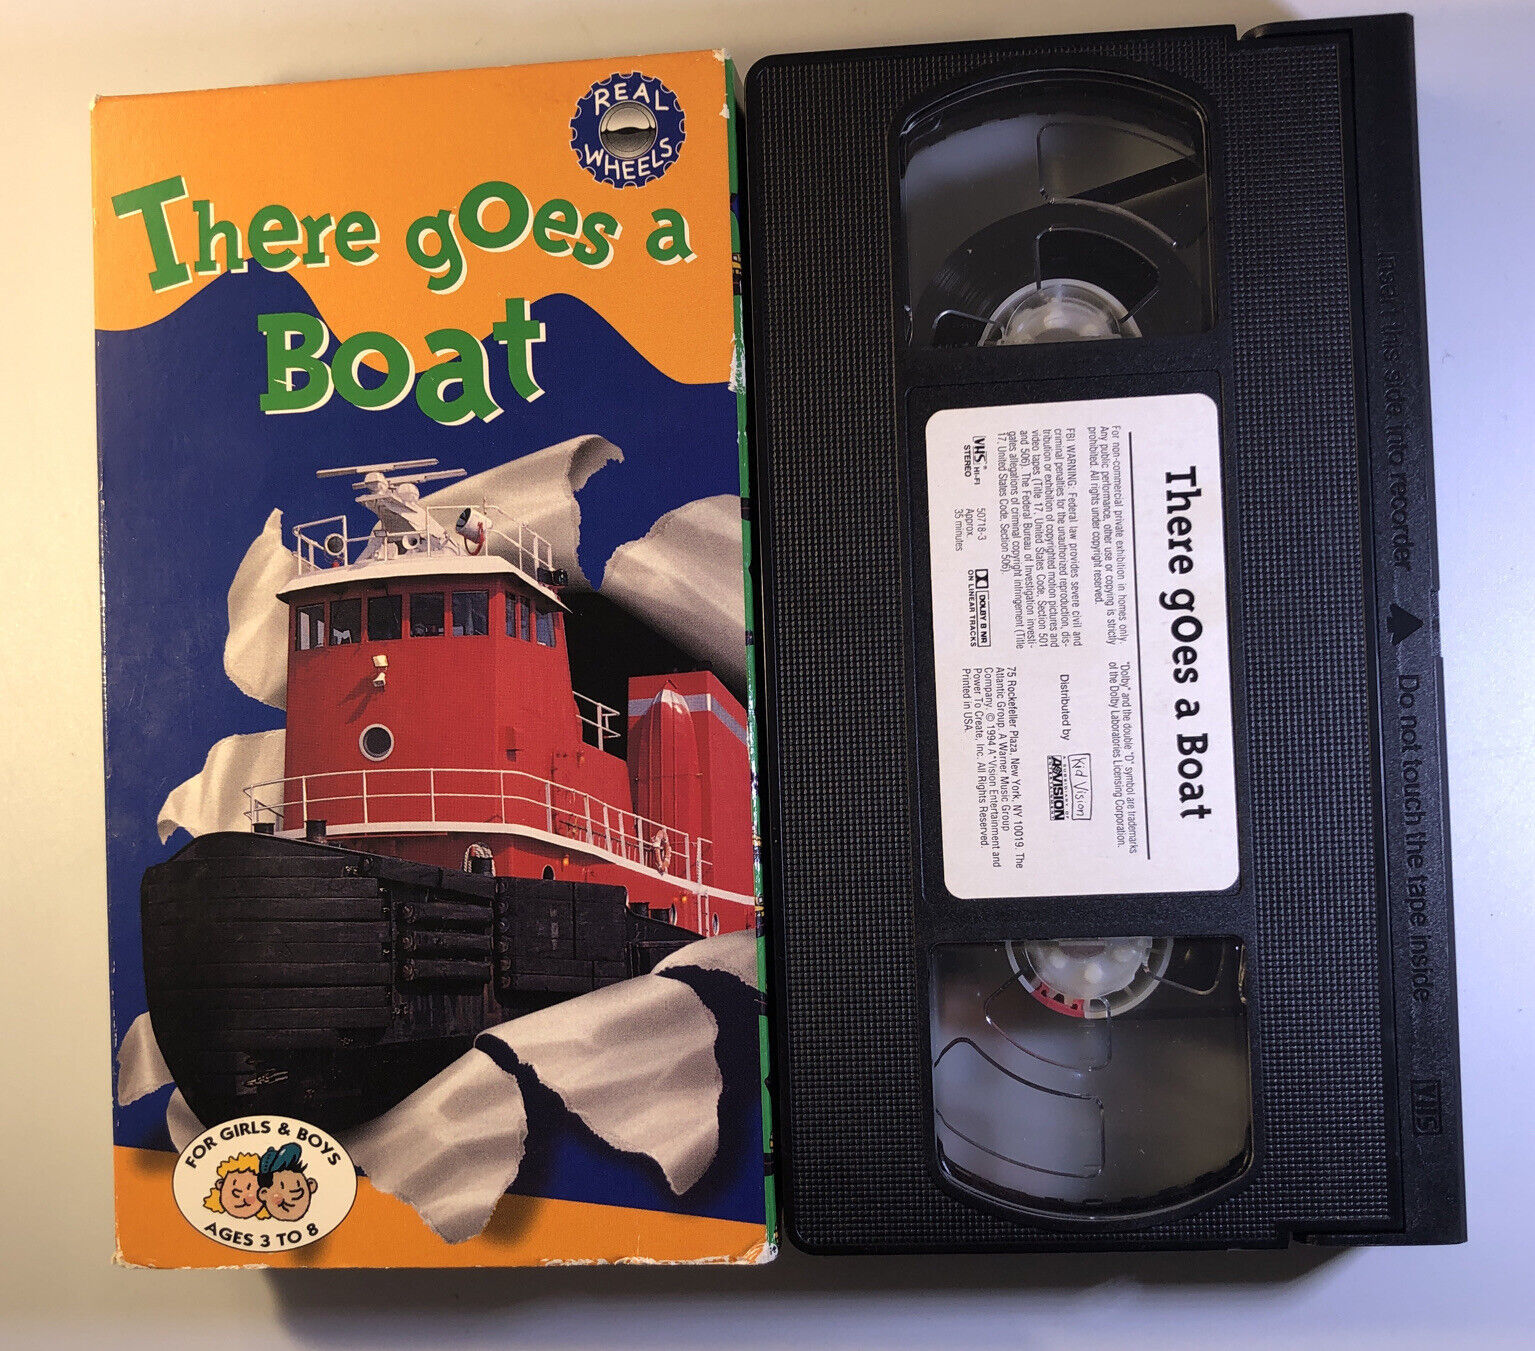 REAL
WHEELS
There goes a
Boat
FOR GIRLS & BOYS
AGES 3 TO 8
There goes a Boat
For non-commercial private exhibition in homes only.
Any public performance, other use or copying is strictly
prohibited. All rights under copyright reserved.
FBI WARNING: Federal law provides severe civil and
criminal penalties for the unauthorized reproduction, dis-
tribution or exhibition of copyrighted motion pictures and
video tapes (Title 17, United States Code, Section 501
and 506). The Federal Bureau of Investigation investi-
gates allegations of criminal copyright infringement (Title
17, United States Code, Section 506).
VHS® HI-FI
STEREO
50718-3
Approx.
35 minutes
DOLBY B NR
ON LINEAR TRACKS
"Dolby" and the double "D" symbol are trademarks
of the Dolby Laboratories Licensing Corporation.
Distributed by
Kid Vision
A*VISION
75 Rockefeller Plaza, New York, NY 10019. The
Atlantic Group. A Warner Music Group
Company. © 1994 A*Vision Entertainment and
Power To Create, Inc. All Rights Reserved.
Printed in USA.
Insert this side into recorder
Do not touch the tape inside
VHS